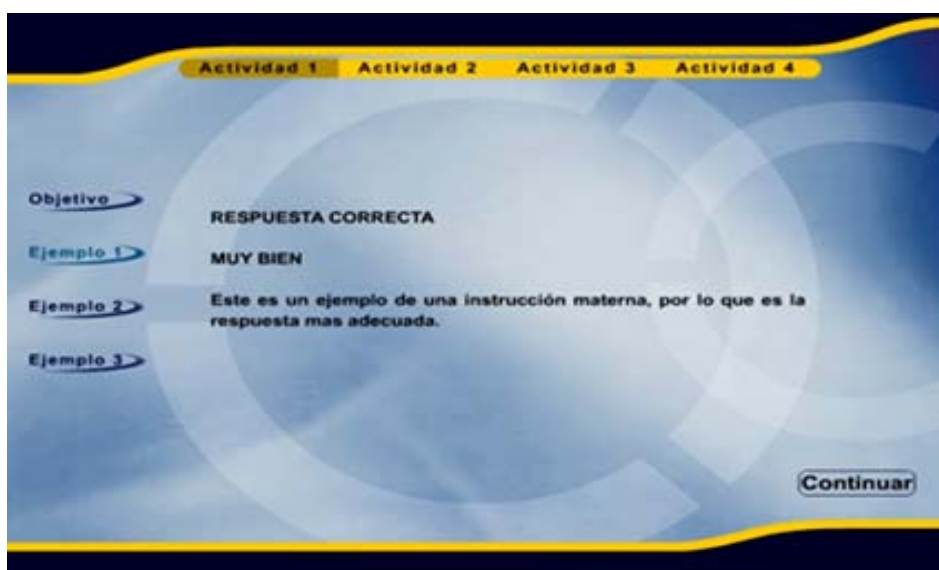 Actividad 1 Actividad 2 Actividad 3 Actividad 4
Objetivo
Ejemplo 1
Ejemplo 2
Ejemplo 3
RESPUESTA CORRECTA
MUY BIEN
Este es un ejemplo de una instrucción materna, por lo que es la
respuesta mas adecuada.
Continuar